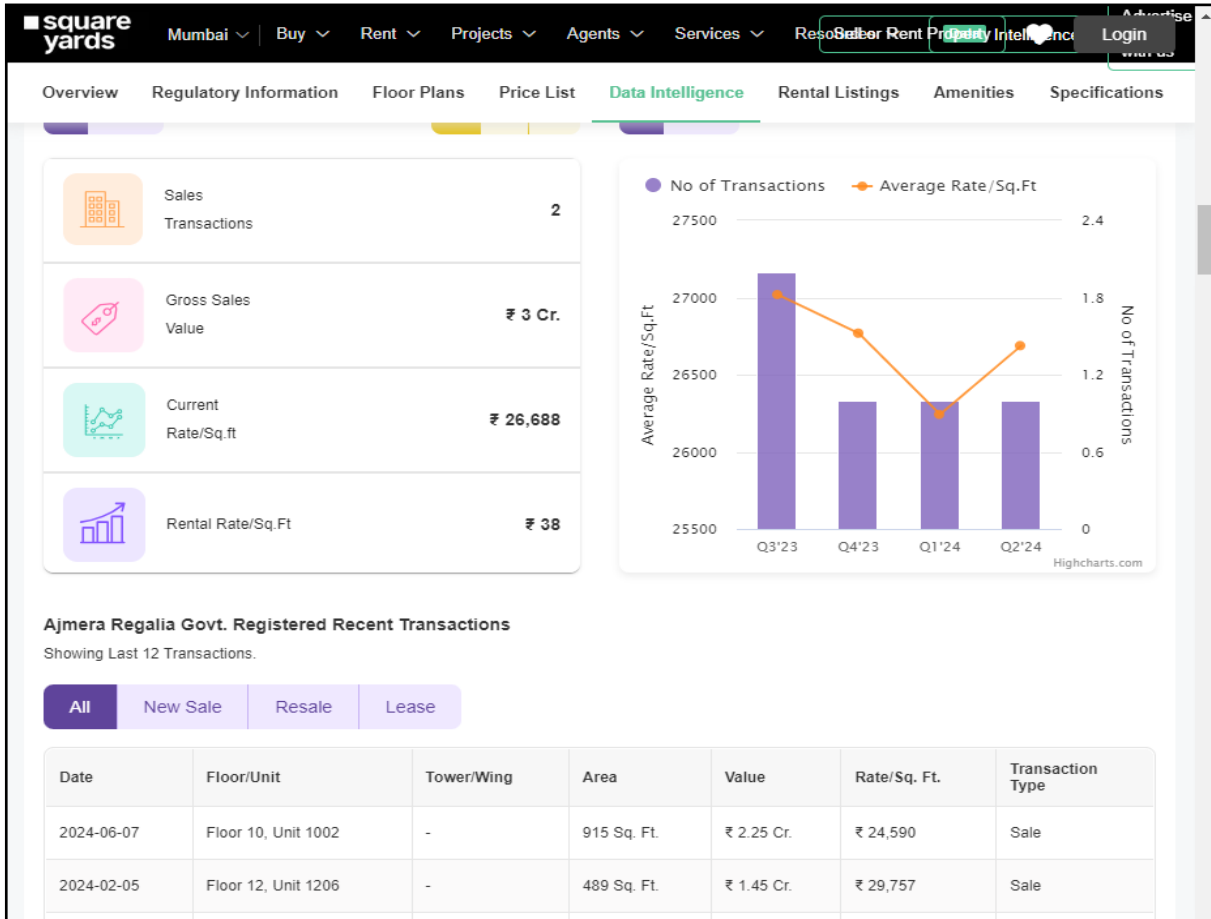 square
yards
Mumbai
Buy
Rent
Projects
Agents
Services
Login
Overview
Regulatory Information
Floor Plans
Price List
Data Intelligence
Rental Listings
Amenities
Specifications
Sales
Transactions
2
Gross Sales
Value
₹ 3 Cr.
Current
Rate/Sq.ft
₹ 26,688
Rental Rate/Sq.Ft
₹ 38
No of Transactions
Average Rate/Sq.Ft
27500
27000
26500
26000
25500
Average Rate/Sq.Ft
2.4
1.8
1.2
0.6
0
No of Transactions
Q3'23 Q4'23 Q1'24 Q2'24
Highcharts.com
Ajmera Regalia Govt. Registered Recent Transactions
Showing Last 12 Transactions.
All New Sale Resale Lease
Date Floor/Unit Tower/Wing Area Value Rate/Sq. Ft. Transaction Type
2024-06-07 Floor 10, Unit 1002 - 915 Sq. Ft. ₹ 2.25 Cr. ₹ 24,590 Sale
2024-02-05 Floor 12, Unit 1206 - 489 Sq. Ft. ₹ 1.45 Cr. ₹ 29,757 Sale